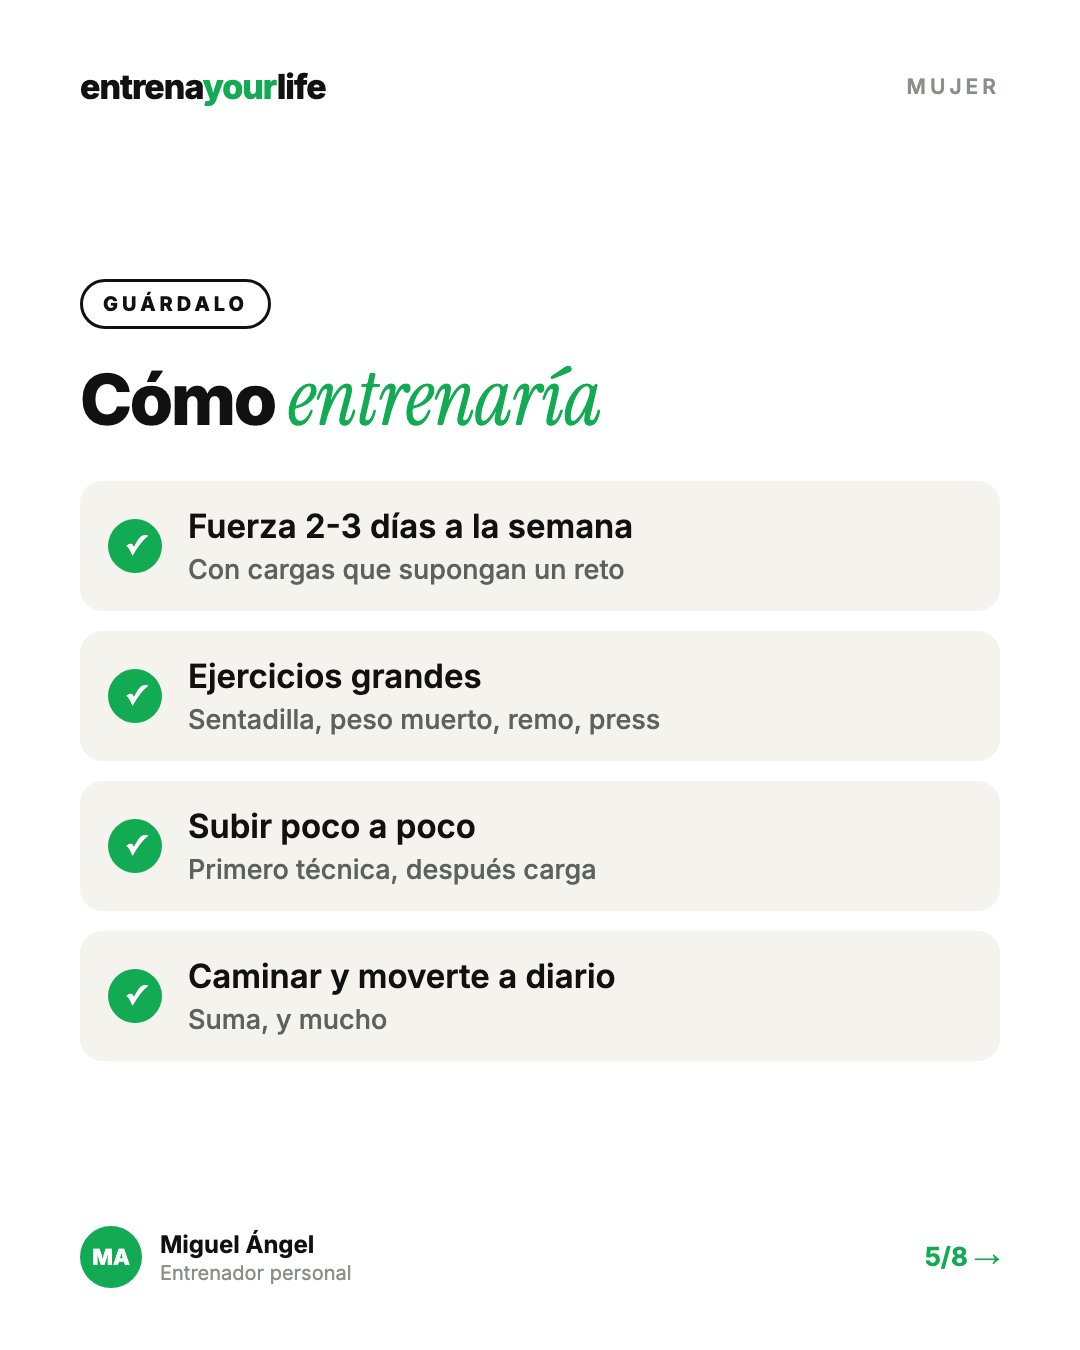 entrenayourlife
MUJER
GUÁRDALO
Cómo entrenaría
✓
Fuerza 2-3 días a la semana
Con cargas que supongan un reto
✓
Ejercicios grandes
Sentadilla, peso muerto, remo, press
✓
Subir poco a poco
Primero técnica, después carga
✓
Caminar y moverte a diario
Suma, y mucho
MA
Miguel Ángel
Entrenador personal
5/8 →